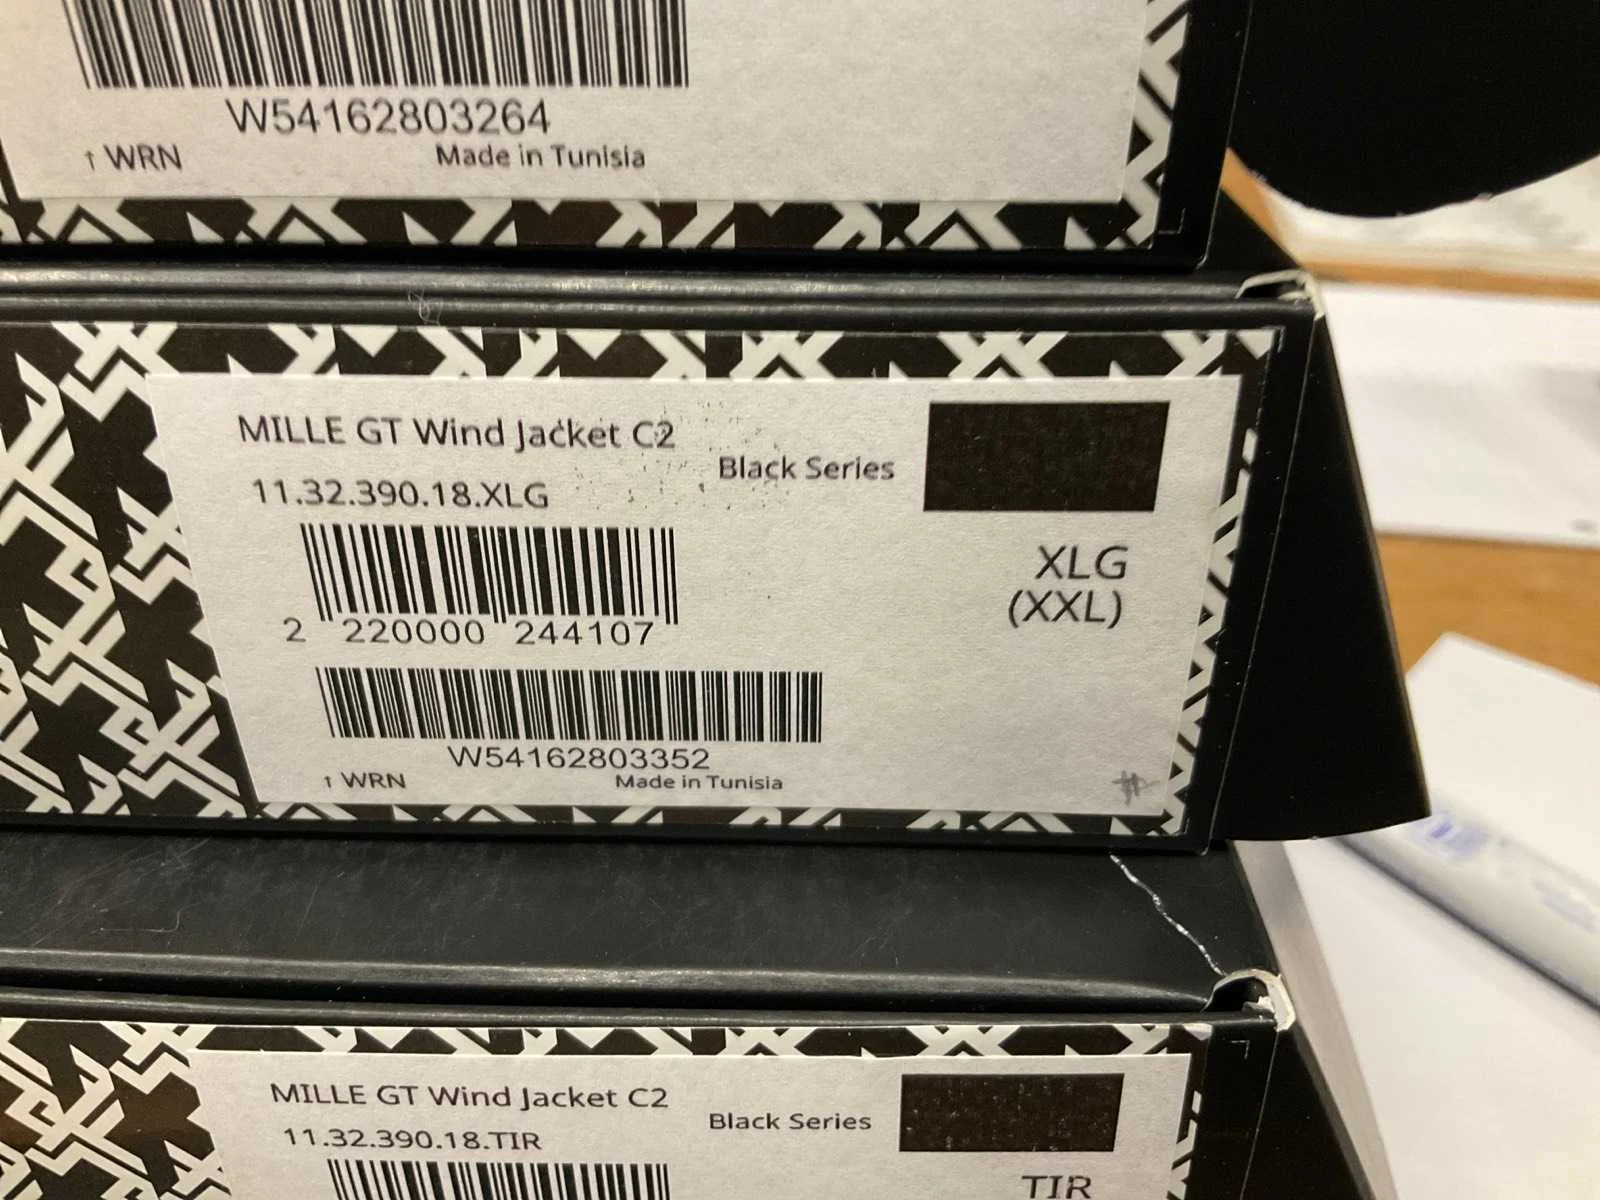 W54162803264
↑ WRN Made in Tunisia
MILLE GT Wind Jacket C2
Black Series
11.32.390.18.XLG
XLG
(XXL)
2 220000 244107
W54162803352
↑ WRN Made in Tunisia
MILLE GT Wind Jacket C2
Black Series
11.32.390.18.TIR
TIR